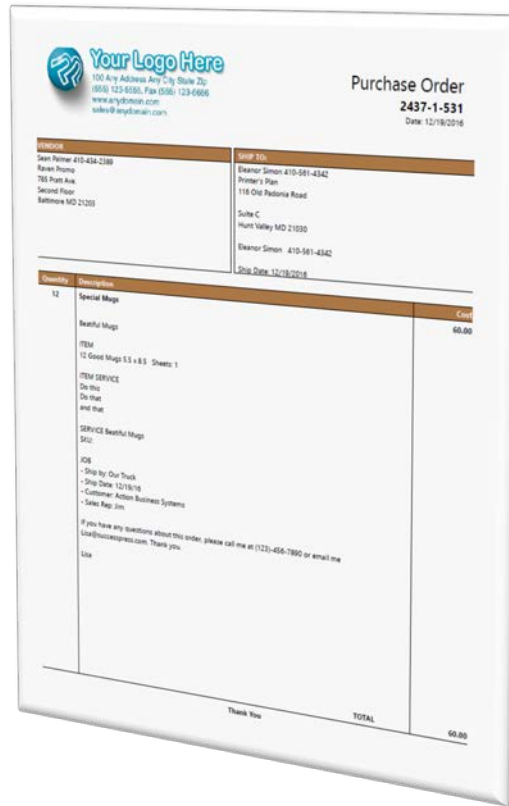 Your Logo Here
100 Any Address Any City State Zip
(555) 123-5555, Fax (555) 123-6666
www.anydomain.com
sales@anydomain.com
Purchase Order
2437-1-531
Date: 12/19/2016
VENDOR
Sean Palmer 410-434-2389
Raven Promo
785 Pratt Ave.
Second Floor
Baltimore MD 21203
SHIP TO:
Eleanor Simon 410-561-4342
Printer's Plan
116 Old Padonia Road
Suite C
Hunt Valley MD 21030
Eleanor Simon 410-561-4342
Ship Date: 12/19/2016
Quantity Description Cost
12 Special Mugs 60.00
Beatiful Mugs
ITEM
12 Good Mugs 5.5 x 8.5 Sheets: 1
ITEM SERVICE
Do this
Do that
and that
SERVICE Beatiful Mugs
SKU:
JOB
- Ship by: Our Truck
- Ship Date: 12/19/16
- Customer: Action Business Systems
- Sales Rep: Jim
If you have any questions about this order, please call me at (123)-456-7890 or email me
Lisa@successpress.com. Thank you.
Lisa
Thank You TOTAL 60.00